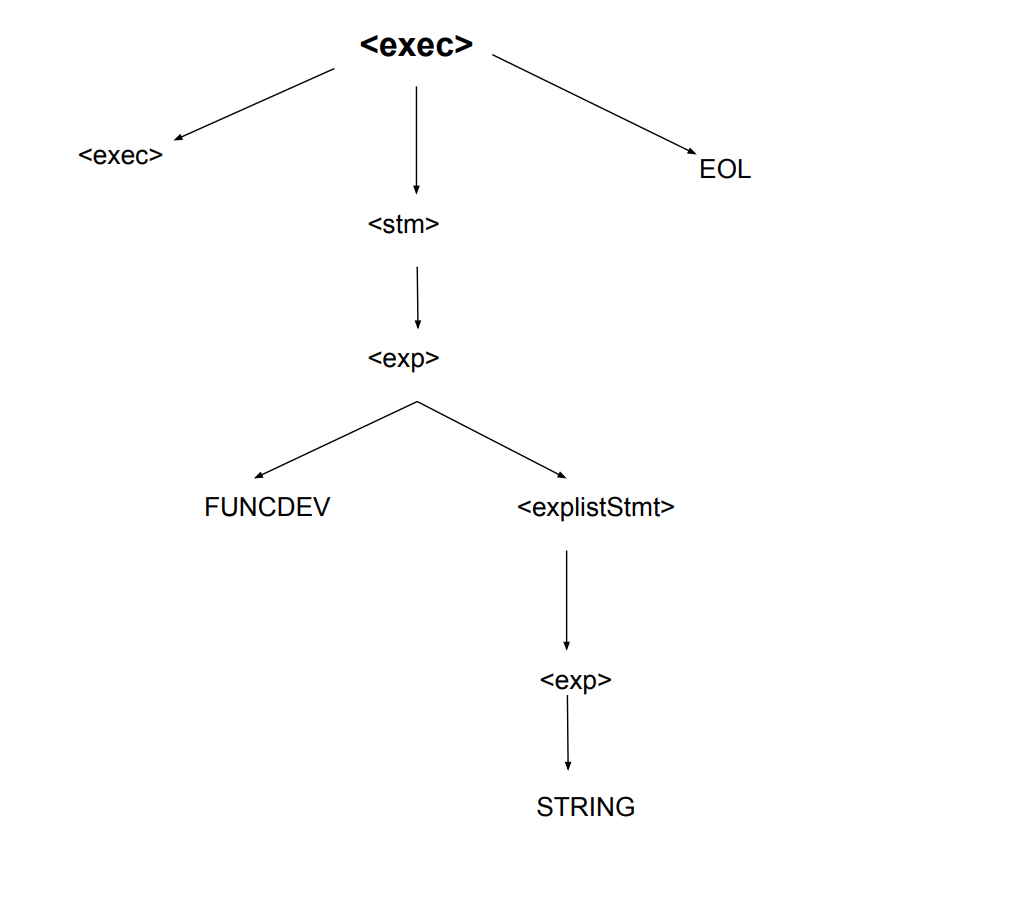 <exec>
<exec>
EOL
<stm>
<exp>
FUNCDEV
<explistStmt>
<exp>
STRING